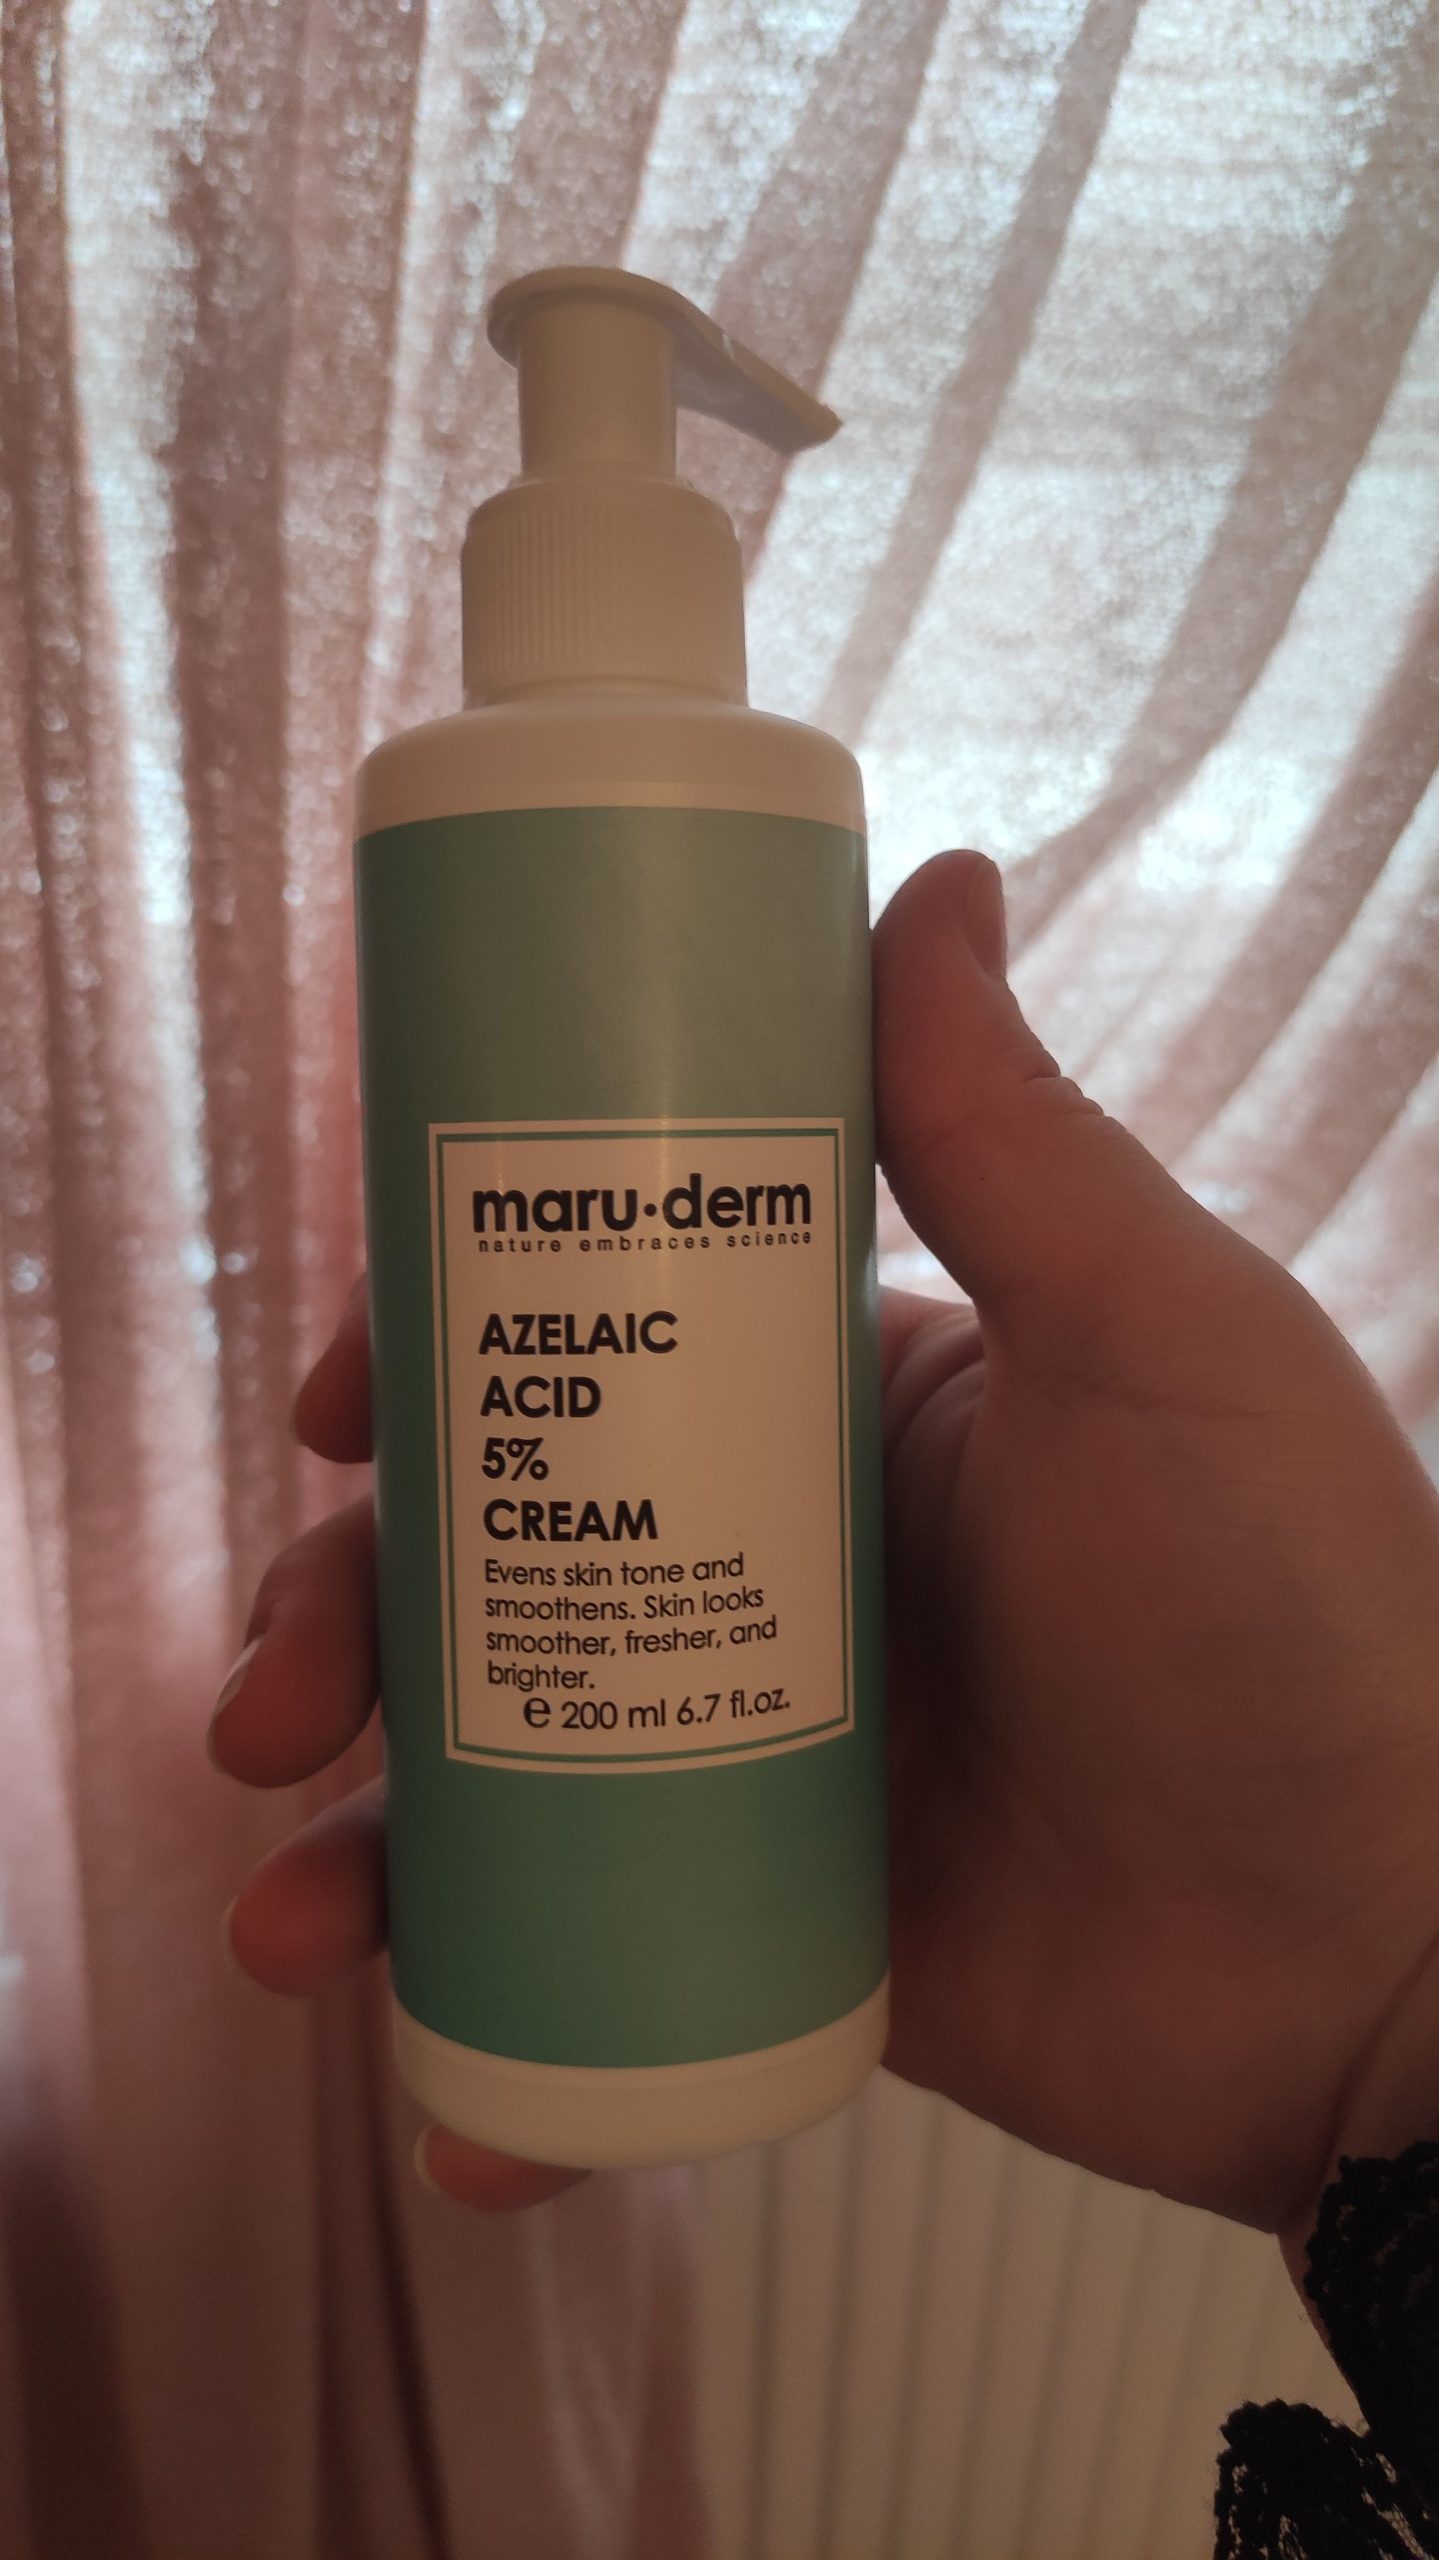 maru·derm
nature embraces science
AZELAIC
ACID
5%
CREAM
Evens skin tone and
smoothens. Skin looks
smoother, fresher, and
brighter.
℮ 200 ml 6.7 fl.oz.